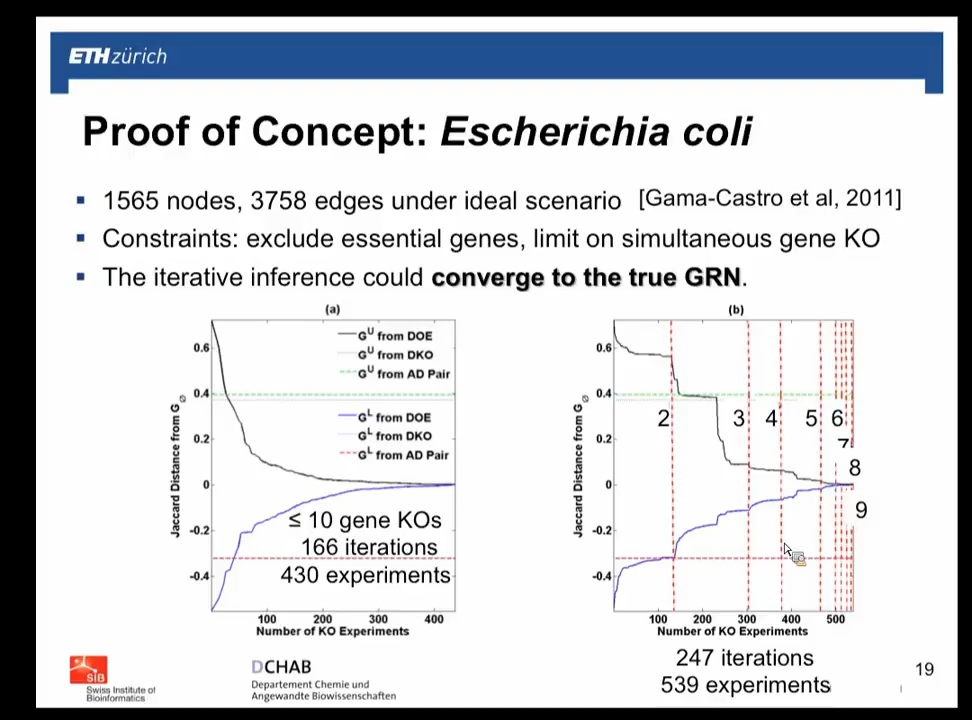 ETH zürich
Proof of Concept: Escherichia coli
▪ 1565 nodes, 3758 edges under ideal scenario [Gama-Castro et al, 2011]
▪ Constraints: exclude essential genes, limit on simultaneous gene KO
▪ The iterative inference could converge to the true GRN.
(a)
G^U from DOE
G^U from DKO
G^U from AD Pair
G^L from DOE
G^L from DKO
G^L from AD Pair
0.6
0.4
0.2
0
-0.2
-0.4
Jaccard Distance from G∅
≤ 10 gene KOs
166 iterations
430 experiments
100 200 300 400
Number of KO Experiments
(b)
0.6
0.4
0.2
0
-0.2
-0.4
Jaccard Distance from G∅
2 3 4 5 6
7
8
9
100 200 300 400 500
Number of KO Experiments
247 iterations
539 experiments
SIB
Swiss Institute of
Bioinformatics
DCHAB
Departement Chemie und
Angewandte Biowissenschaften
19